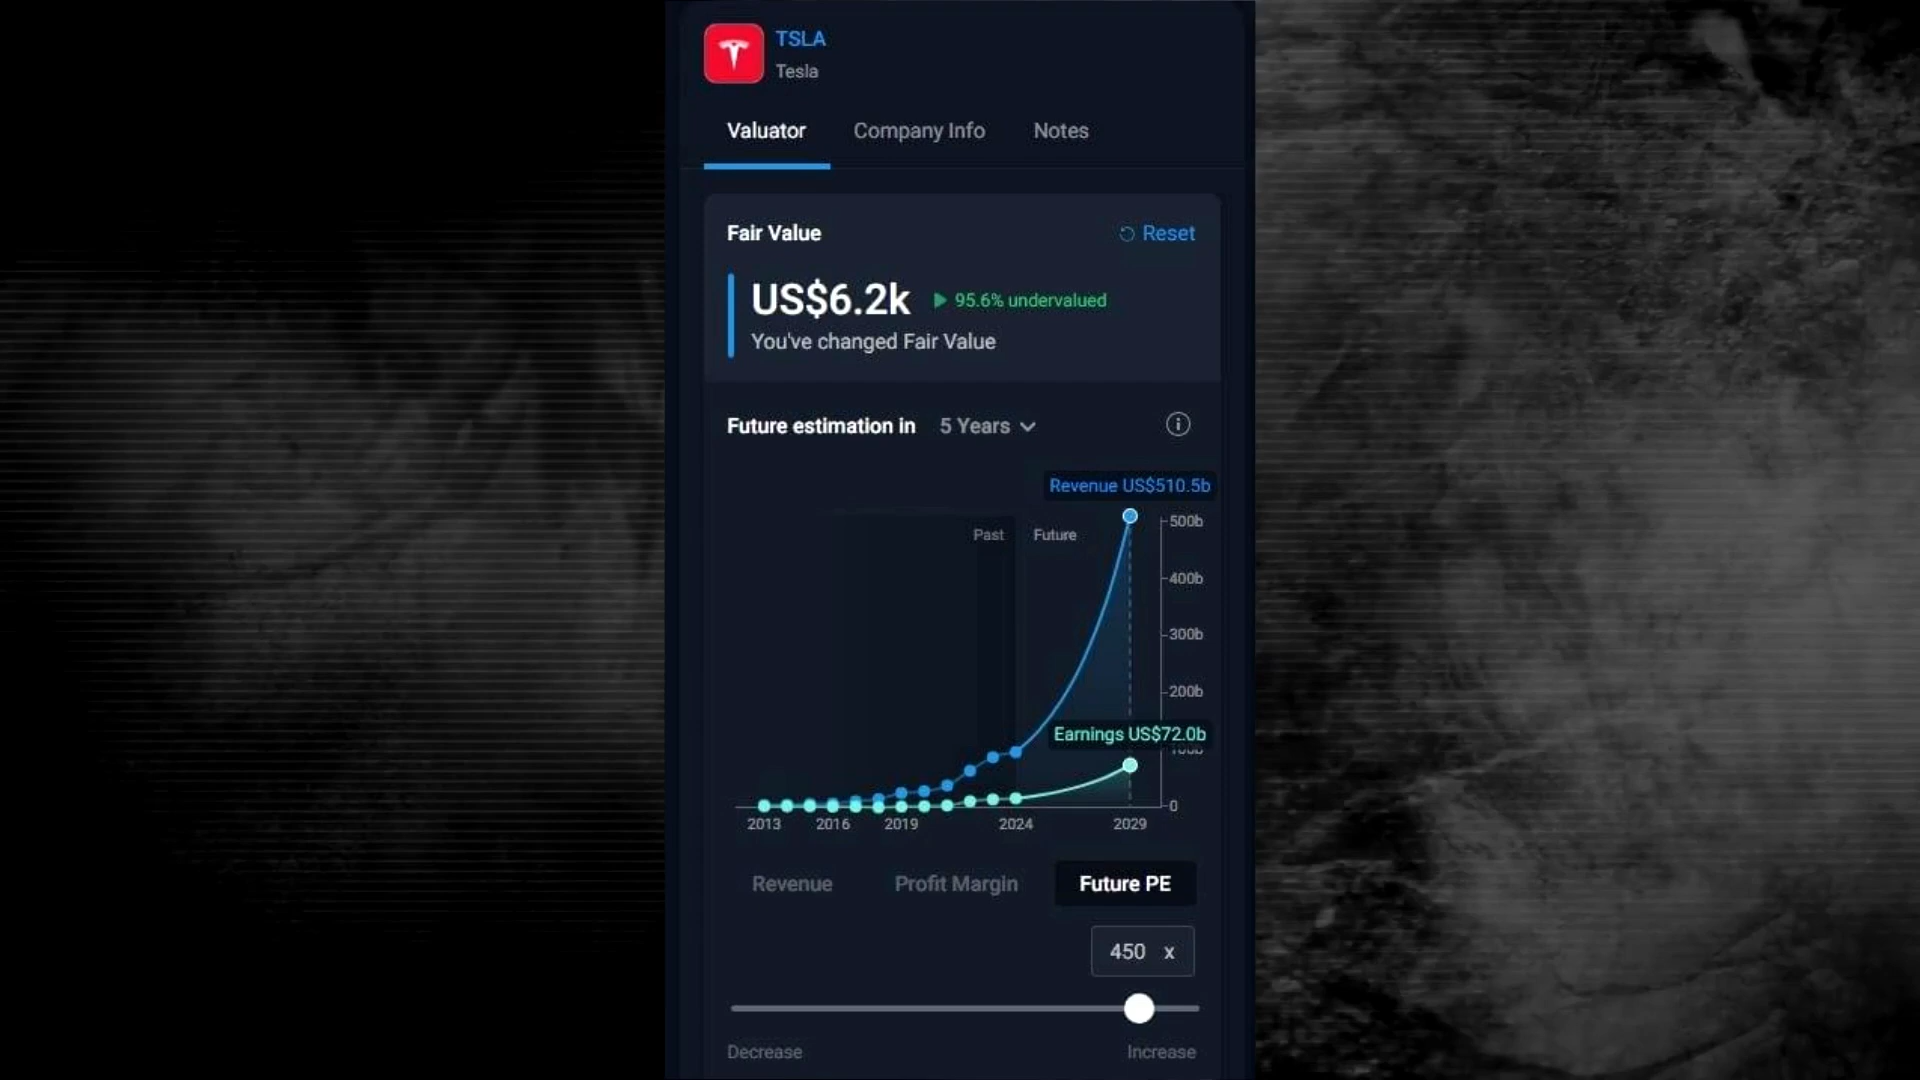 TSLA
Tesla
Valuator Company Info Notes
Fair Value Reset
US$6.2k 95.6% undervalued
You've changed Fair Value
Future estimation in 5 Years
Revenue US$510.5b
Past Future
500b
400b
300b
200b
Earnings US$72.0b
100b
0
2013 2016 2019 2024 2029
Revenue Profit Margin Future PE
450 x
Decrease Increase